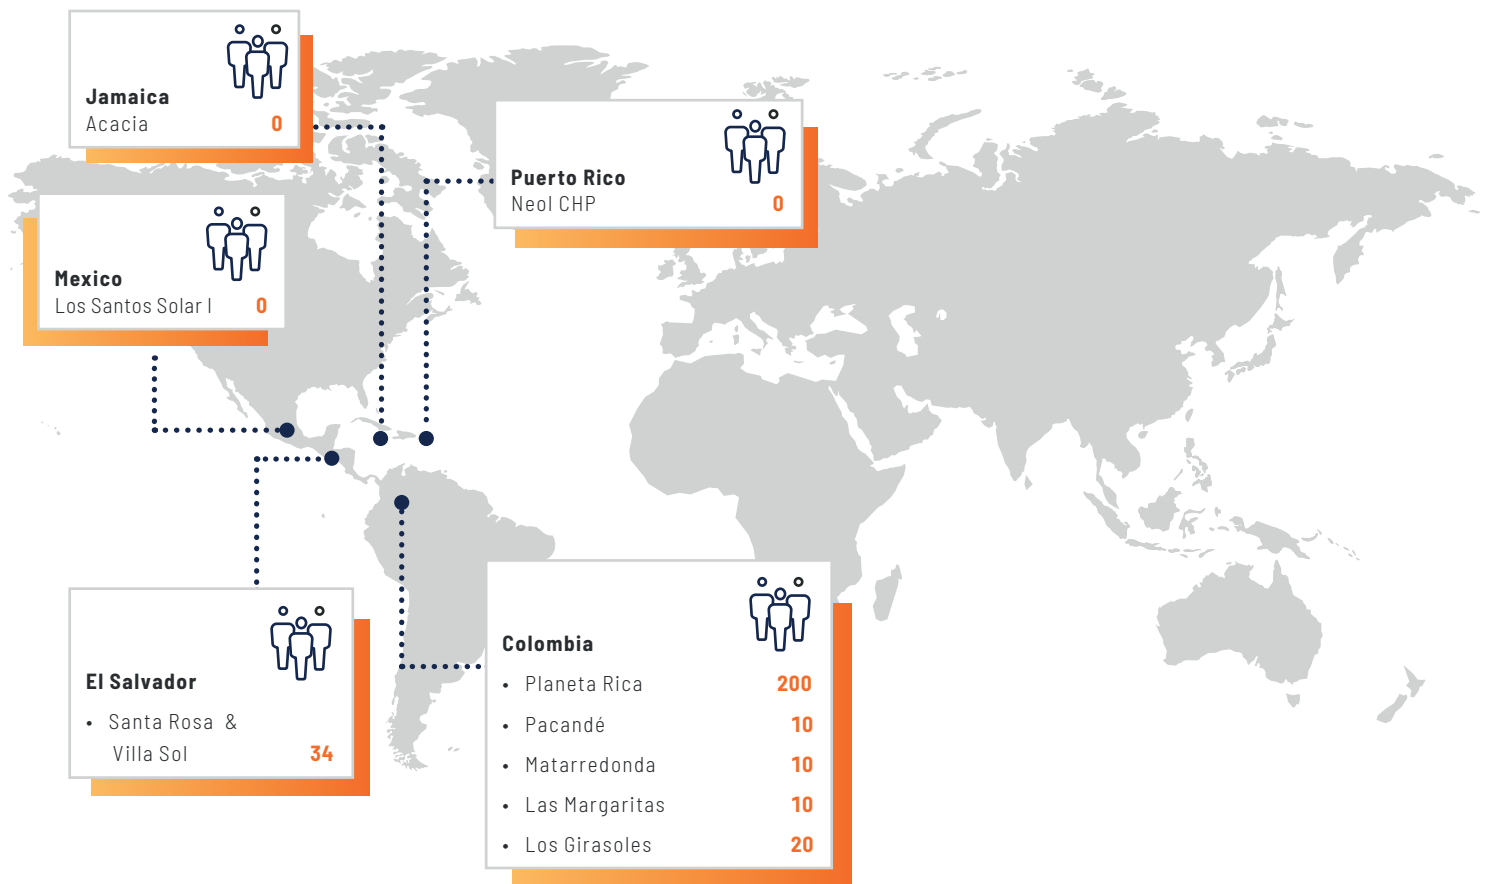 Jamaica
Acacia 0
Puerto Rico
Neol CHP 0
Mexico
Los Santos Solar I 0
El Salvador
• Santa Rosa &
Villa Sol 34
Colombia
• Planeta Rica 200
• Pacandé 10
• Matarredonda 10
• Las Margaritas 10
• Los Girasoles 20